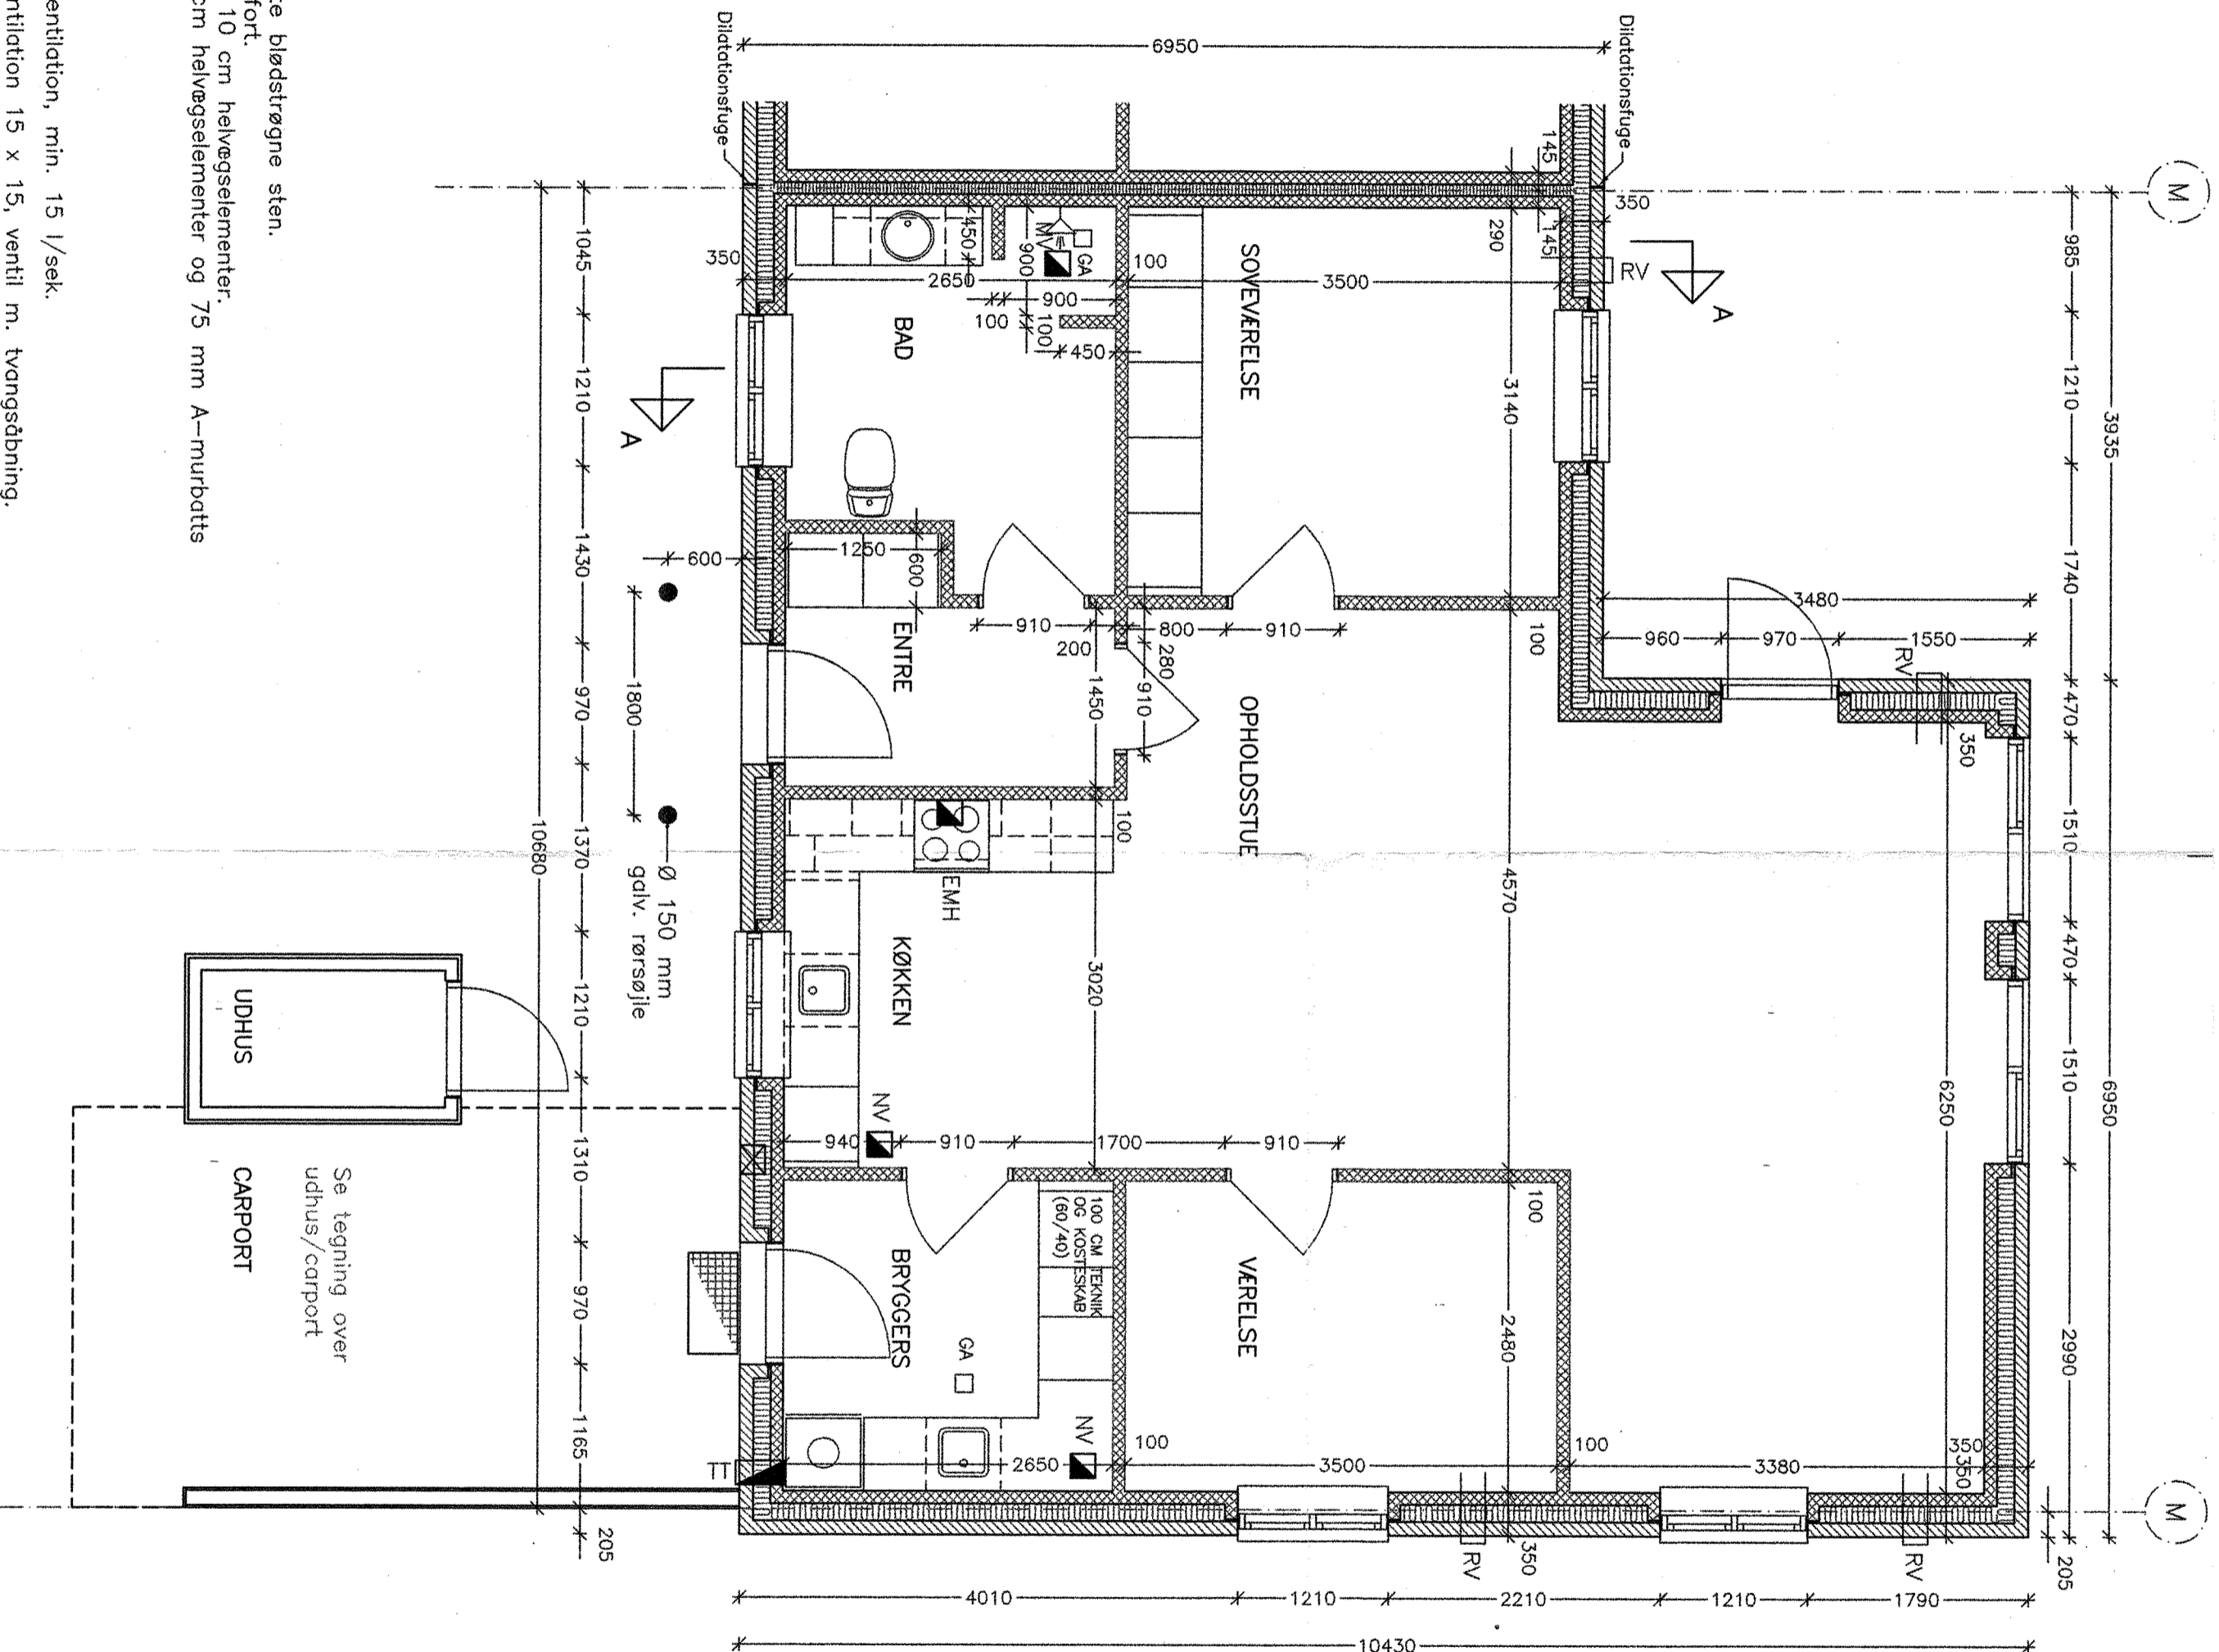 te blødstrøgne sten.
fort.
10 cm helvægselementer.
cm helvægselementer og 75 mm A-murbatts
entilation, min. 15 l/sek.
ntilation 15 x 15, ventil m. tvangsåbning.
Dilatationsfuge
6950
Dilatationsfuge
M
3935
6950
985
1210
1740
470
1510
470
1510
2990
205
M
145
350
145
290
RV
A
3480
960
970
1550
RV
350
6250
350
350
SOVEVÆRELSE
3500
3140
100
4570
100
2480
BAD
350
2650
450
900
MV
GA
100
900
100
100
450
A
1250
600
910
200
800
910
280
910
1450
100
ENTRE
OPHOLDSSTUE
EMH
KØKKEN
3020
NV
940
910
1700
910
100 CM TEKNIK
OG KOSTESKAB
(60/40)
BRYGGERS
GA
NV
2650
TT
VÆRELSE
100
3500
100
3380
RV
350
RV
600
1800
Ø 150 mm
galv. rørsøjle
1045
1210
1430
970
1370
1210
1310
970
1165
205
10680
UDHUS
CARPORT
Se tegning over
udhus/carport
4010
1210
2210
1210
1790
10430